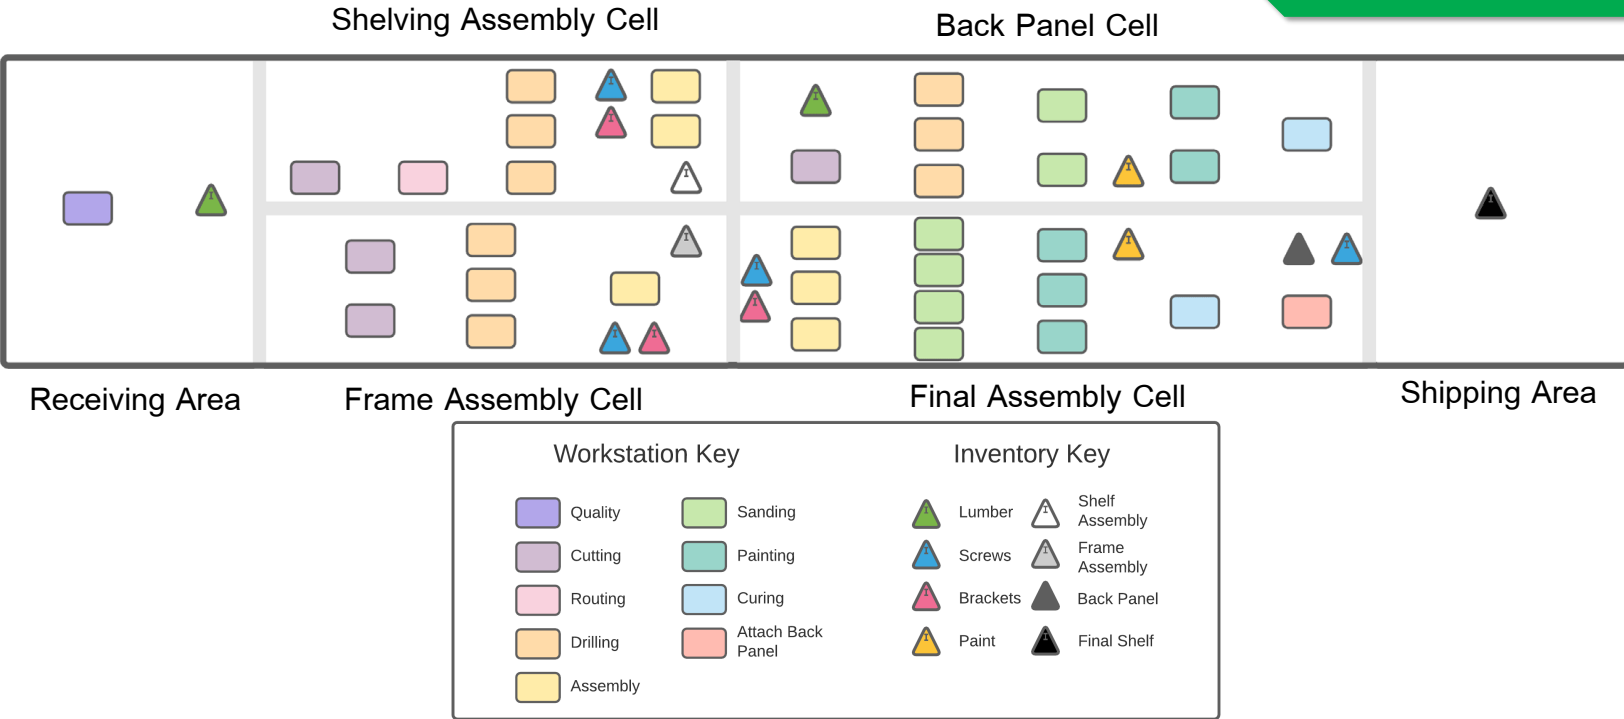 Shelving Assembly Cell
Back Panel Cell
Receiving Area
Frame Assembly Cell
Final Assembly Cell
Shipping Area
Workstation Key
Quality
Cutting
Routing
Drilling
Assembly
Sanding
Painting
Curing
Attach Back
Panel
Inventory Key
Lumber
Screws
Brackets
Paint
Shelf
Assembly
Frame
Assembly
Back Panel
Final Shelf